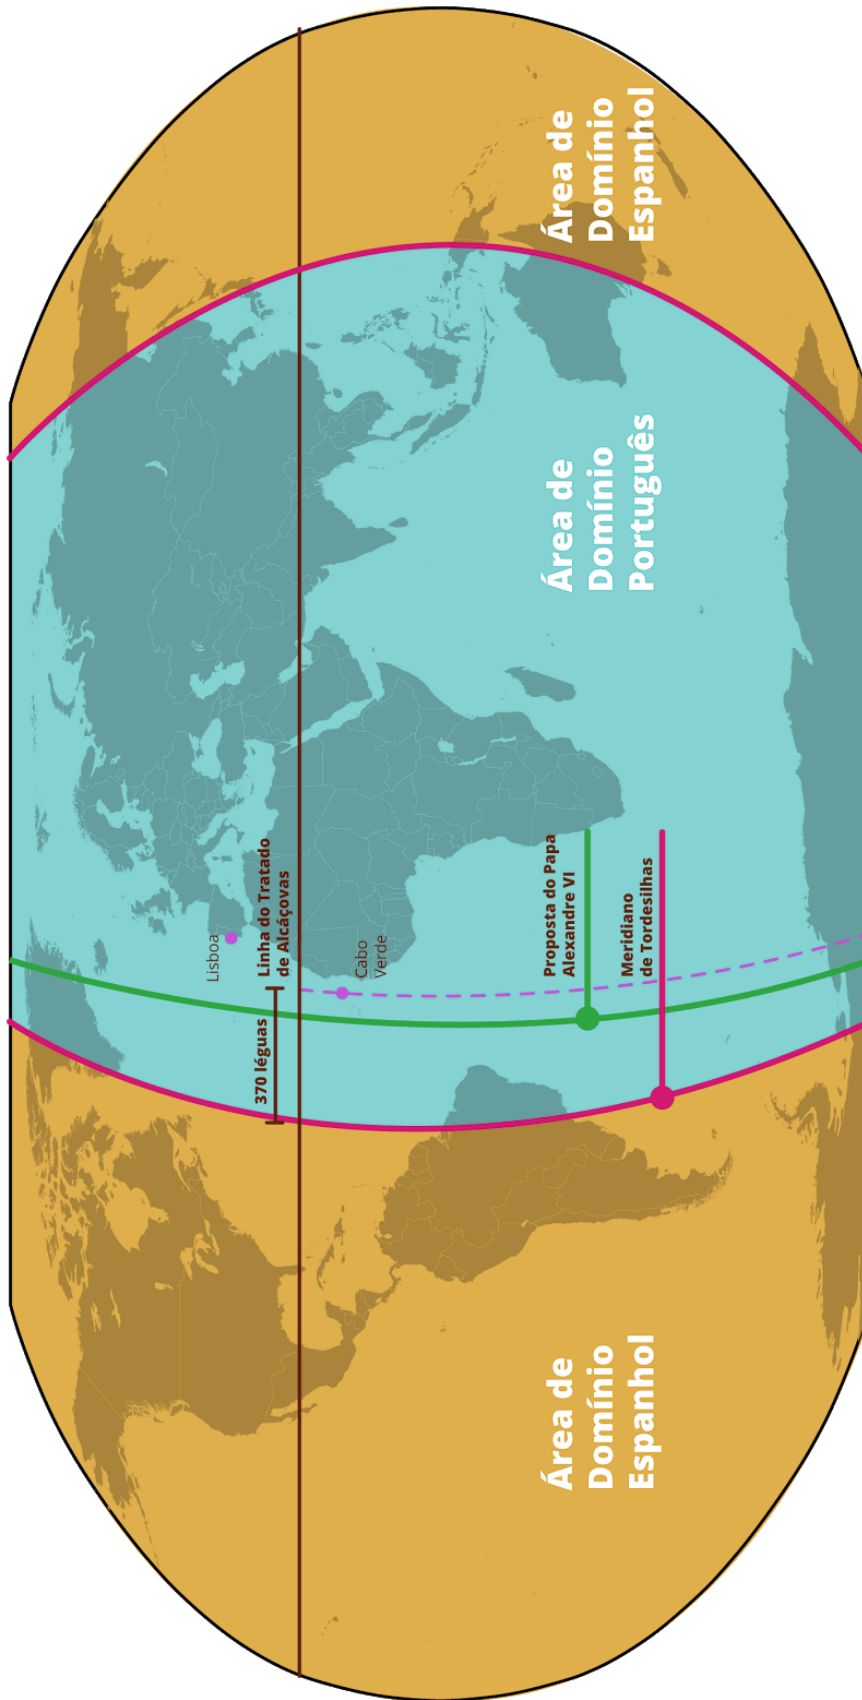 Área de
Domínio
Espanhol
Linha do Tratado
de Alcáçovas
370 léguas
Lisboa
Cabo
Verde
Proposta do Papa
Alexandre VI
Meridiano
de Tordesilhas
Área de
Domínio
Português
Área de
Domínio
Espanhol